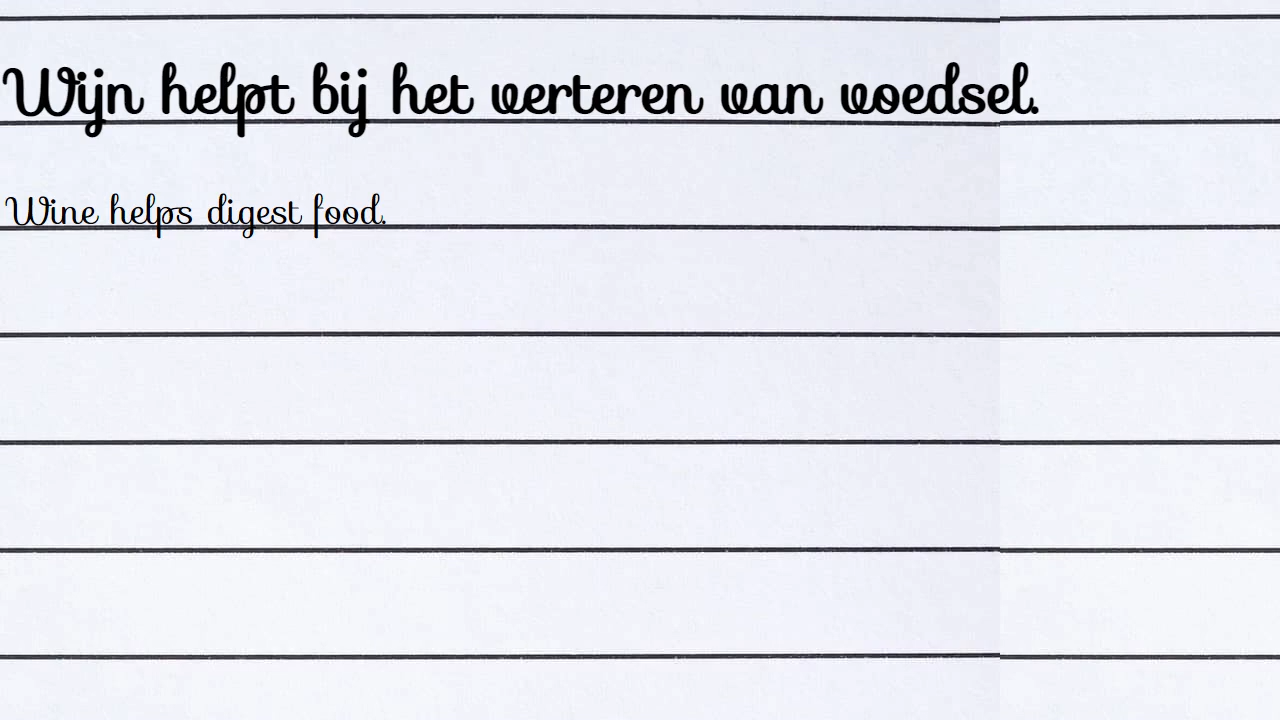 Wijn helpt bij het verteren van voedsel.
Wine helps digest food.